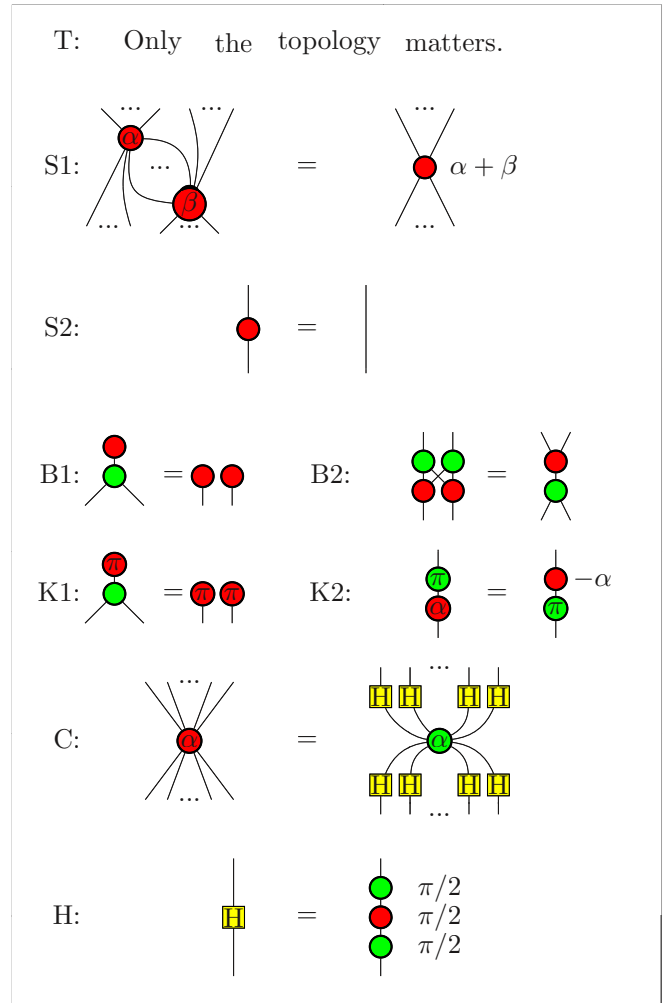 T: Only the topology matters.
... ...
α
S1: ... = α + β
β
... ...
...
...
S2: =
B1: = B2: =
π π
K1: = π π K2: = −α
α π
... ...
H H H H
C: α = α
H H H H
... ...
π/2
H: H = π/2
π/2